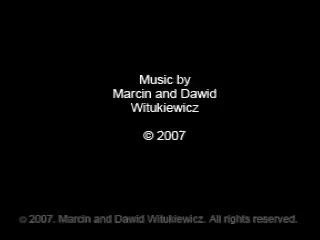 Music by
Marcin and Dawid
Witukiewicz
© 2007
© 2007. Marcin and Dawid Witukiewicz. All rights reserved.